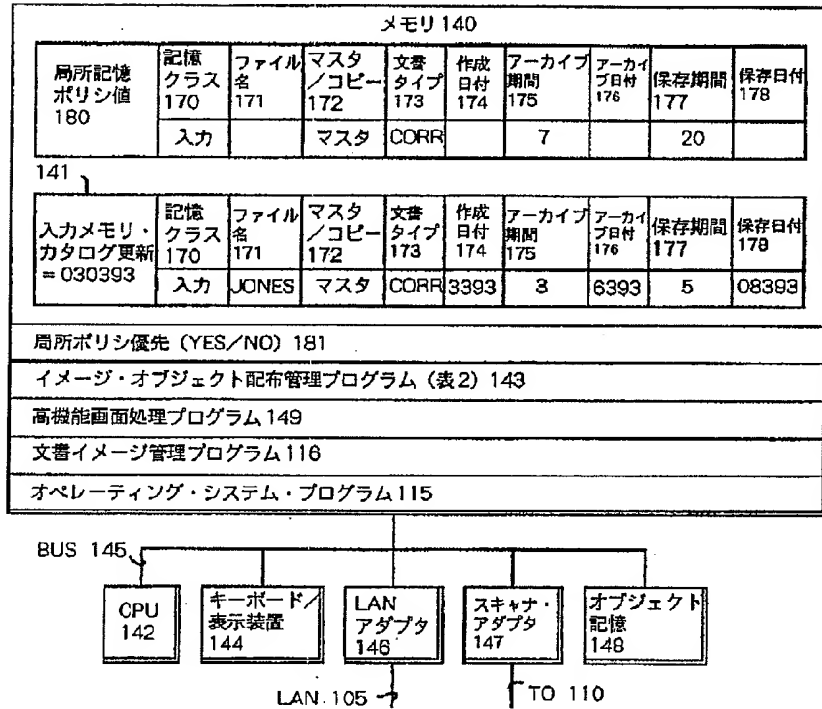 メモリ140
局所記憶
ポリシ値
180
記憶
クラス
170
ファイル
名
171
マスタ
/コピー
172
文書
タイプ
173
作成
日付
174
アーカイブ
期間
175
アーカイ
ブ日付
176
保存期間
177
保存日付
178
入力
マスタ
CORR
7
20
141
入力メモリ・
カタログ更新
=030393
記憶
クラス
170
ファイル
名
171
マスタ
/コピー
172
文書
タイプ
173
作成
日付
174
アーカイブ
期間
175
アーカイ
ブ日付
176
保存期間
177
保存日付
178
入力
JONES
マスタ
CORR
3393
3
6393
5
08393
局所ポリシ優先 (YES/NO) 181
イメージ・オブジェクト配布管理プログラム (表2) 143
高機能画面処理プログラム149
文書イメージ管理プログラム116
オペレーティング・システム・プログラム115
BUS 145
CPU
142
キーボード/
表示装置
144
LAN
アダプタ
146
スキャナ・
アダプタ
147
オブジェクト
記憶
148
LAN 105
TO 110